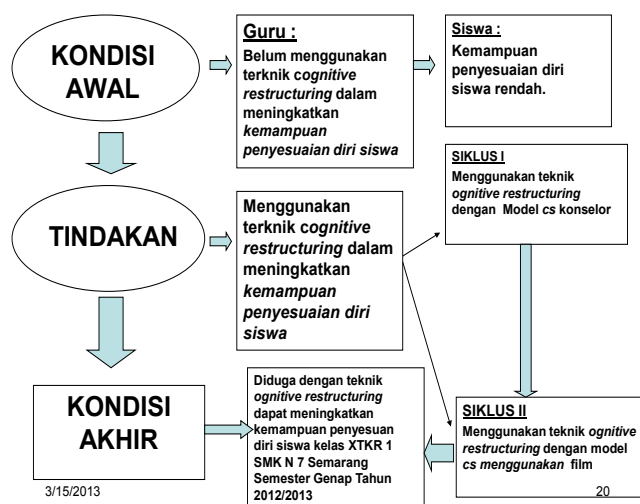 KONDISI
AWAL
Guru :
Belum menggunakan
terknik cognitive
restructuring dalam
meningkatkan
kemampuan
penyesuaian diri siswa
Siswa :
Kemampuan
penyesuaian diri
siswa rendah.
TINDAKAN
Menggunakan
terknik cognitive
restructuring dalam
meningkatkan
kemampuan
penyesuaian diri
siswa
SIKLUS I
Menggunakan teknik
ognitive restructuring
dengan Model cs konselor
KONDISI
AKHIR
Diduga dengan teknik
ognitive restructuring
dapat meningkatkan
kemampuan penyesuan
diri siswa kelas XTKR 1
SMK N 7 Semarang
Semester Genap Tahun
2012/2013
SIKLUS II
Menggunakan teknik ognitive
restructuring dengan model
cs menggunakan film
3/15/2013
20